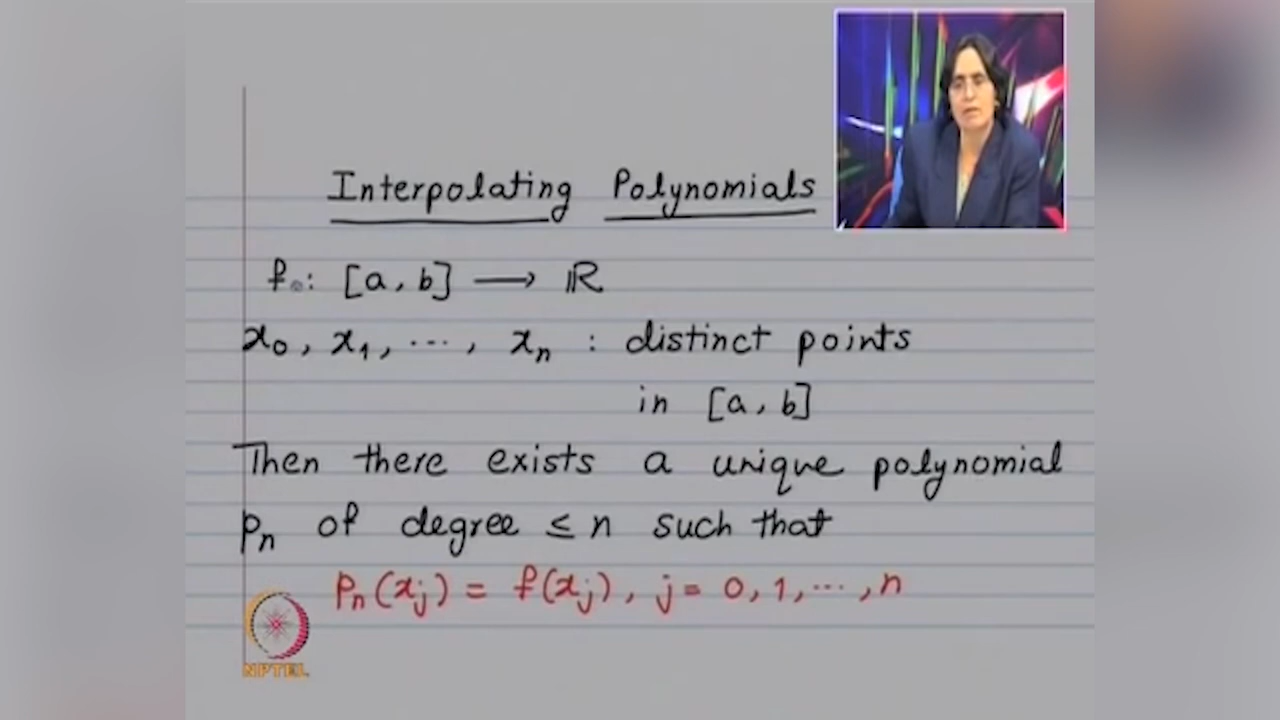 Interpolating Polynomials
f : [a, b] ⟶ ℝ
x₀, x₁, ⋯, xₙ : distinct points
in [a, b]
Then there exists a unique polynomial
pₙ of degree ≤ n such that
pₙ(xⱼ) = f(xⱼ), j = 0, 1, ⋯, n
NPTEL